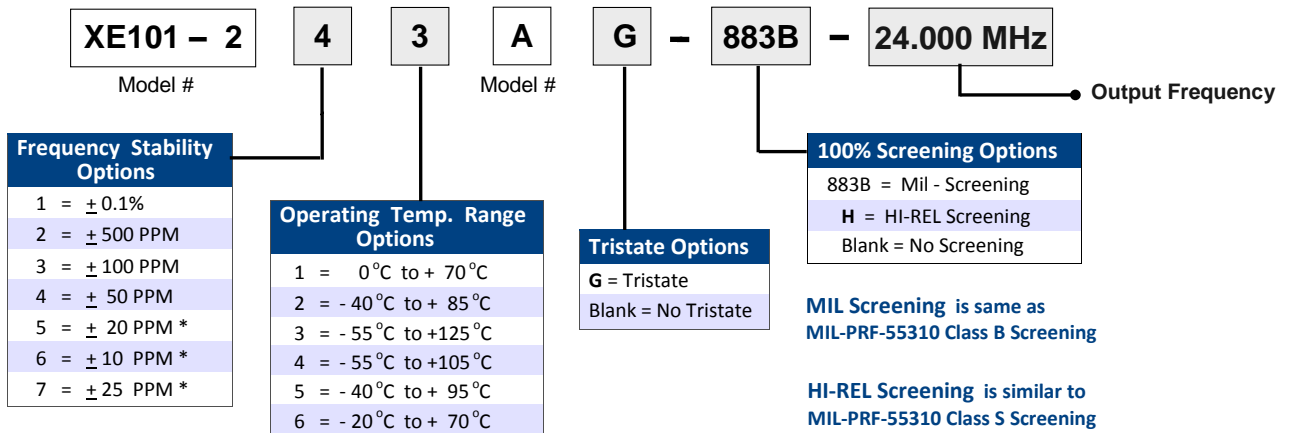 XE101 – 2 4 3 A G – 883B – 24.000 MHz
Model #
Model #
Output Frequency
Frequency Stability
Options
1 = ± 0.1%
2 = ± 500 PPM
3 = ± 100 PPM
4 = ± 50 PPM
5 = ± 20 PPM *
6 = ± 10 PPM *
7 = ± 25 PPM *
Operating Temp. Range
Options
1 = 0 °C to + 70 °C
2 = - 40 °C to + 85 °C
3 = - 55 °C to +125 °C
4 = - 55 °C to +105 °C
5 = - 40 °C to + 95 °C
6 = - 20 °C to + 70 °C
Tristate Options
G = Tristate
Blank = No Tristate
100% Screening Options
883B = Mil - Screening
H = HI-REL Screening
Blank = No Screening
MIL Screening is same as
MIL-PRF-55310 Class B Screening
HI-REL Screening is similar to
MIL-PRF-55310 Class S Screening